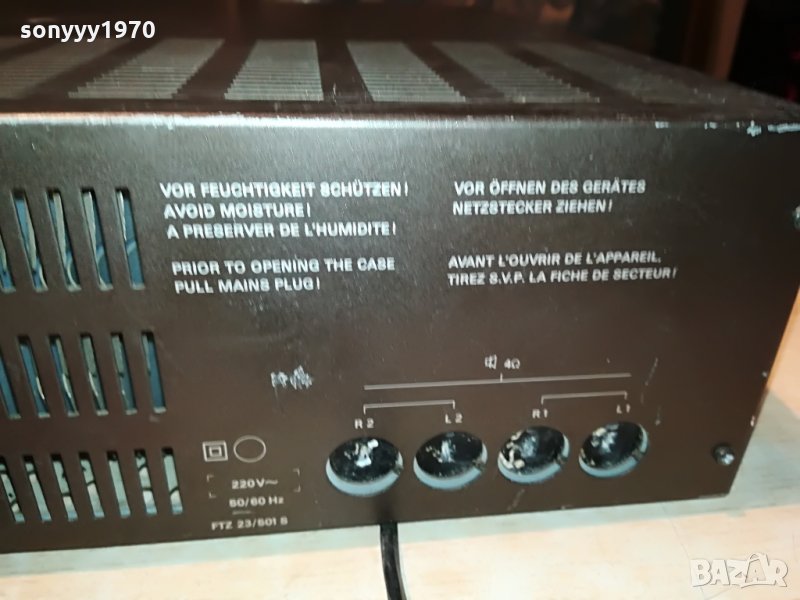 sonyyy1970
VOR FEUCHTIGKEIT SCHÜTZEN!
AVOID MOISTURE!
A PRESERVER DE L'HUMIDITE!
PRIOR TO OPENING THE CASE
PULL MAINS PLUG!
VOR ÖFFNEN DES GERÄTES
NETZSTECKER ZIEHEN!
AVANT L'OUVRIR DE L'APPAREIL,
TIREZ S.V.P. LA FICHE DE SECTEUR!
4Ω
R 2 L 2 R 1 L 1
220V~
50/60 Hz
FTZ 23/601 S
BAZAR